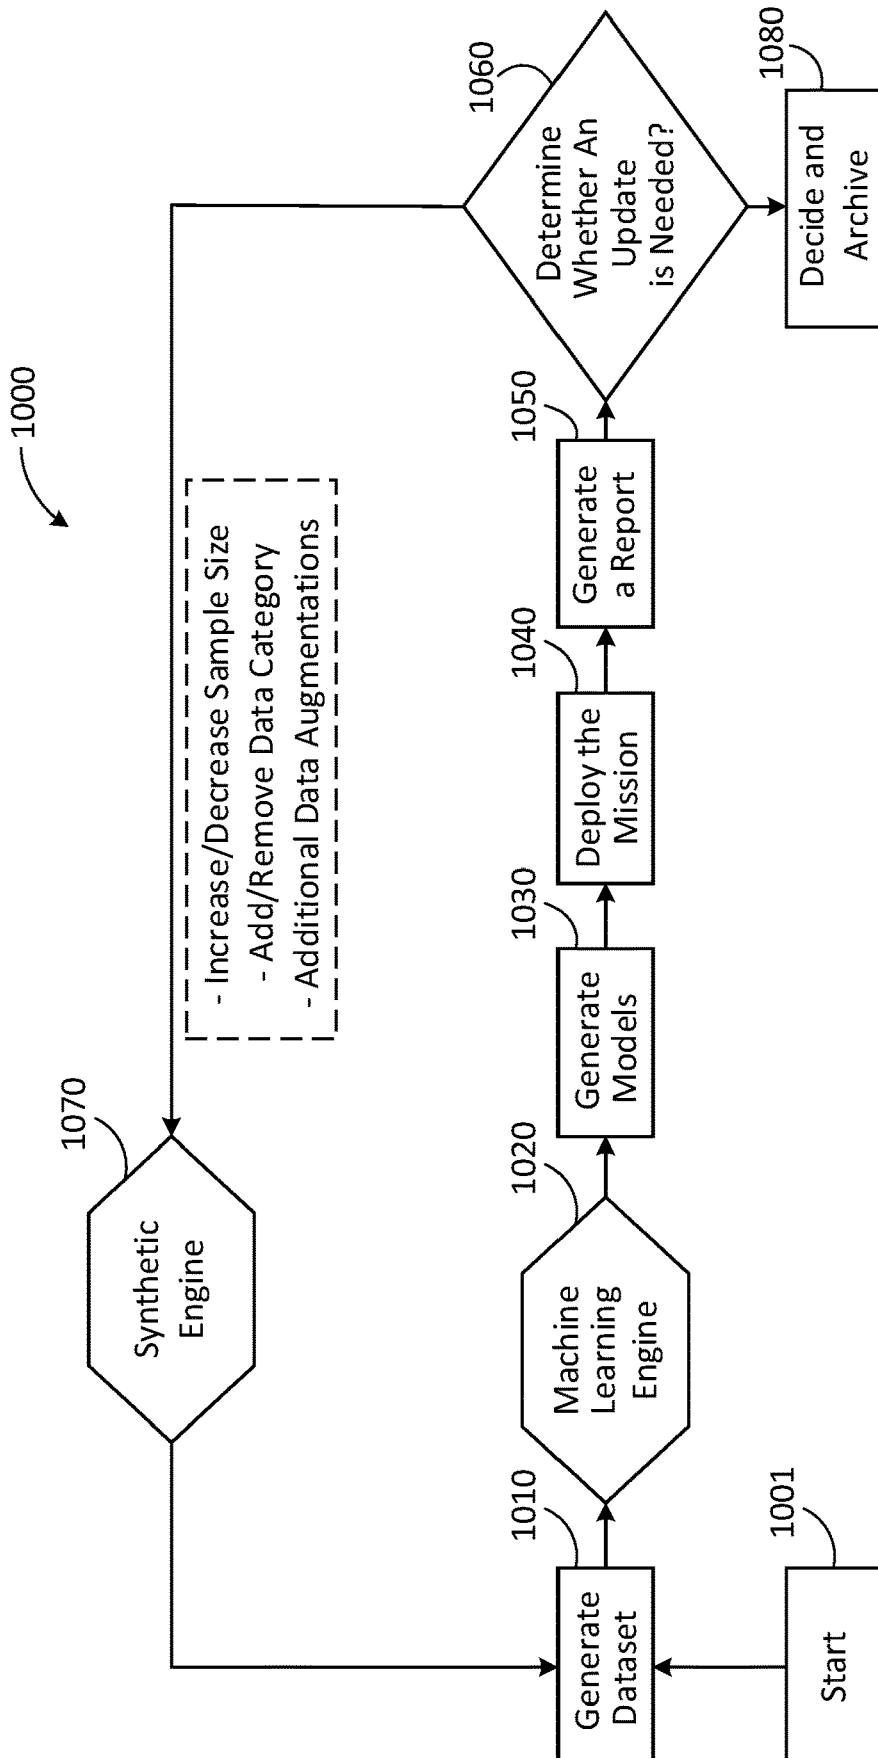 1000
1070
Synthetic
Engine
- Increase/Decrease Sample Size
- Add/Remove Data Category
- Additional Data Augmentations
1010
Generate
Dataset
1020
Machine
Learning
Engine
1030
Generate
Models
1040
Deploy the
Mission
1050
Generate
a Report
1060
Determine
Whether An
Update
is Needed?
1001
Start
1080
Decide and
Archive